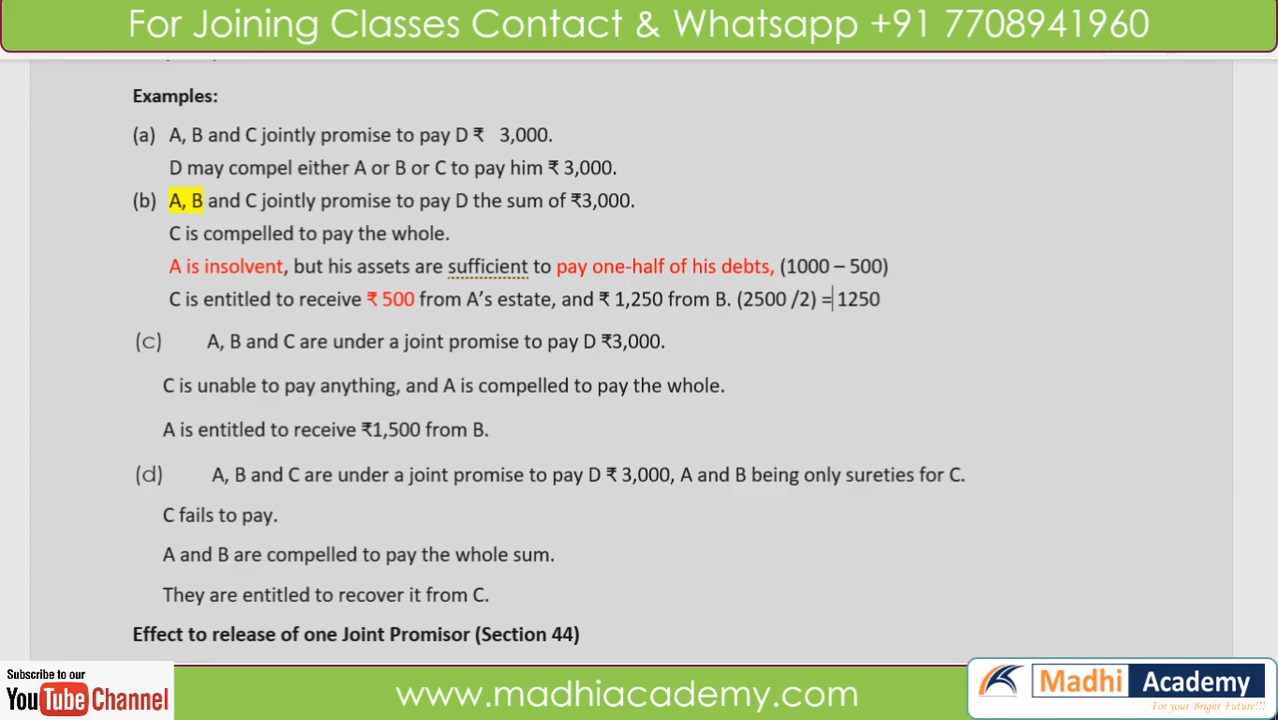 For Joining Classes Contact & Whatsapp +91 7708941960
Examples:
(a) A, B and C jointly promise to pay D ₹ 3,000.
D may compel either A or B or C to pay him ₹ 3,000.
(b) A, B and C jointly promise to pay D the sum of ₹3,000.
C is compelled to pay the whole.
A is insolvent, but his assets are sufficient to pay one-half of his debts, (1000 – 500)
C is entitled to receive ₹ 500 from A’s estate, and ₹ 1,250 from B. (2500 /2) = 1250
(c) A, B and C are under a joint promise to pay D ₹3,000.
C is unable to pay anything, and A is compelled to pay the whole.
A is entitled to receive ₹1,500 from B.
(d) A, B and C are under a joint promise to pay D ₹ 3,000, A and B being only sureties for C.
C fails to pay.
A and B are compelled to pay the whole sum.
They are entitled to recover it from C.
Effect to release of one Joint Promisor (Section 44)
Subscribe to our
YouTube Channel
www.madhiacademy.com
Madhi Academy
For your Bright Future!!!